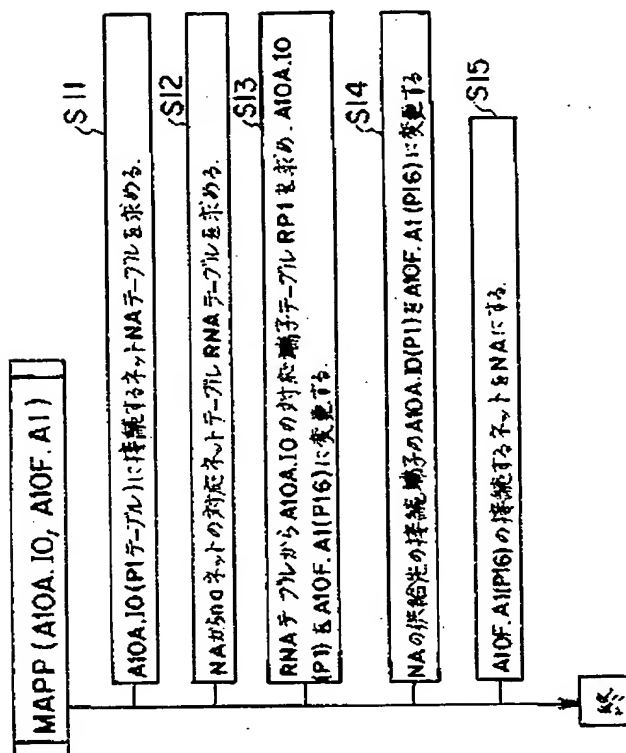 MAPP (A10A.I0, A10F.A1)
S11
A10A.I0 (P1テーブル)に接続するネットNAテーブルを求める.
S12
NAからのネットの対応ネットテーブルRNAテーブルを求める.
S13
RNAテーブルからA10A.I0の対応端子テーブルRP1を求め.A10A.I0
(P1)をA10F.A1(P16)に変更する.
S14
NAの供給先の接続端子のA10A.I0(P1)をA10F.A1(P16)に変更する
S15
A10F.A1(P16)の接続するネットをNAにする.
終